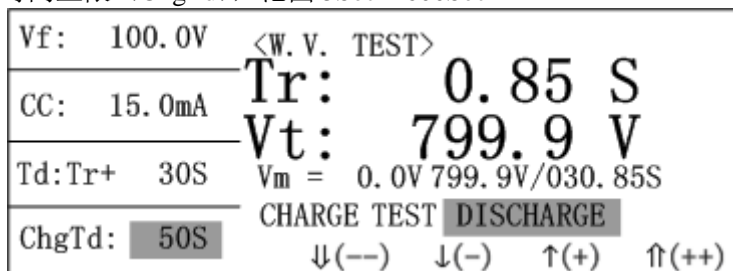 Vf: 100.0V
CC: 15.0mA
Td:Tr+ 30S
ChgTd: 50S
<W.V. TEST>
Tr: 0.85 S
Vt: 799.9 V
Vm = 0.0V 799.9V/030.85S
CHARGE TEST DISCHARGE
⇓(--) ↓(-) ↑(+) ⇑(++)